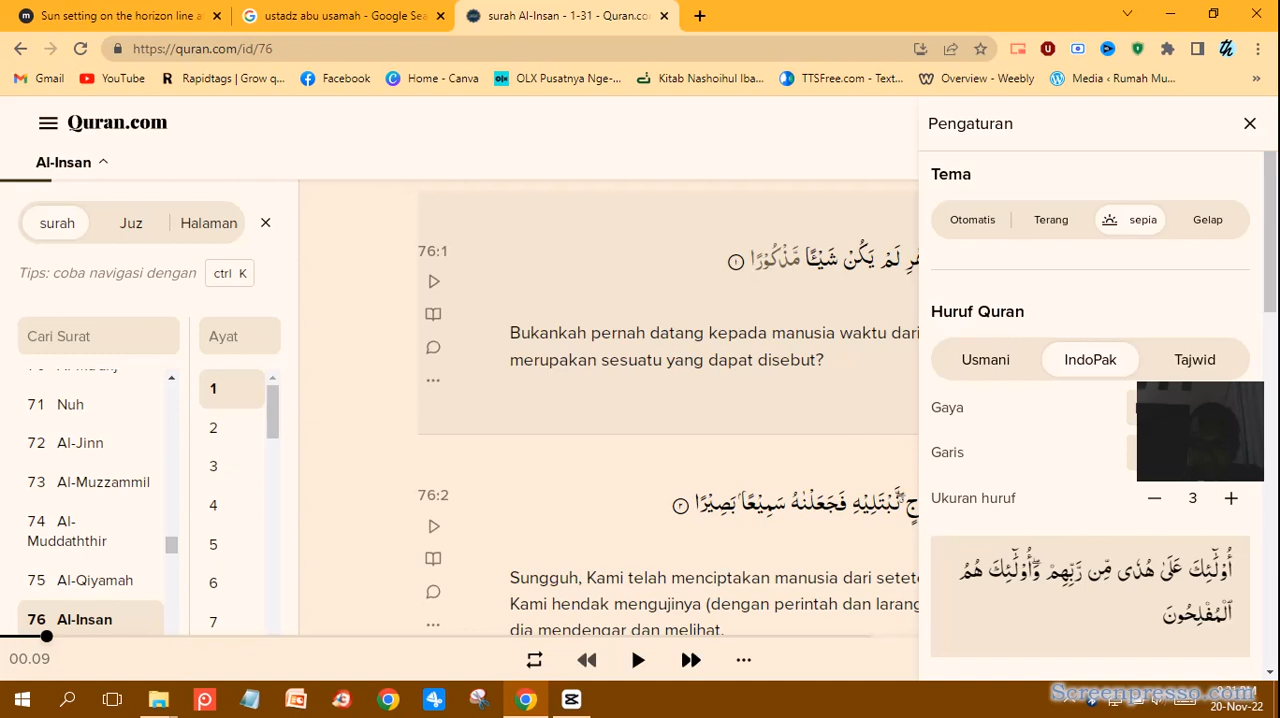 Sun setting on the horizon line a
ustadz abu usamah - Google Sea
surah Al-Insan - 1-31 - Quran.co
https://quran.com/id/76
Gmail
YouTube
Rapidtags | Grow q...
Facebook
Home - Canva
OLX Pusatnya Nge-...
Kitab Nashoihul Iba...
TTSFree.com - Text...
Overview - Weebly
Media ‹ Rumah Mu...
Quran.com
Al-Insan
surah
Juz
Halaman
Tips: coba navigasi dengan
ctrl K
Cari Surat
Ayat
71 Nuh
72 Al-Jinn
73 Al-Muzzammil
74 Al-
Muddaththir
75 Al-Qiyamah
76 Al-Insan
1
2
3
4
5
6
7
76:1
لَمْ يَكُنْ شَيْـًٔا مَّذْكُوْرًا ١
Bukankah pernah datang kepada manusia waktu dari
merupakan sesuatu yang dapat disebut?
76:2
نَّبْتَلِيْهِ فَجَعَلْنٰهُ سَمِيْعًا ۢ بَصِيْرًا ٢
Sungguh, Kami telah menciptakan manusia dari setete
Kami hendak mengujinya (dengan perintah dan larang
dia mendengar dan melihat.
Pengaturan
Tema
Otomatis
Terang
sepia
Gelap
Huruf Quran
Usmani
IndoPak
Tajwid
Gaya
Garis
Ukuran huruf
3
أُوْلٰٓئِكَ عَلٰى هُدًى مِّن رَّبِّهِمْ ۖ وَأُوْلٰٓئِكَ هُمُ
ٱلْمُفْلِحُونَ
00.09
Screenpresso.com
20-Nov-22